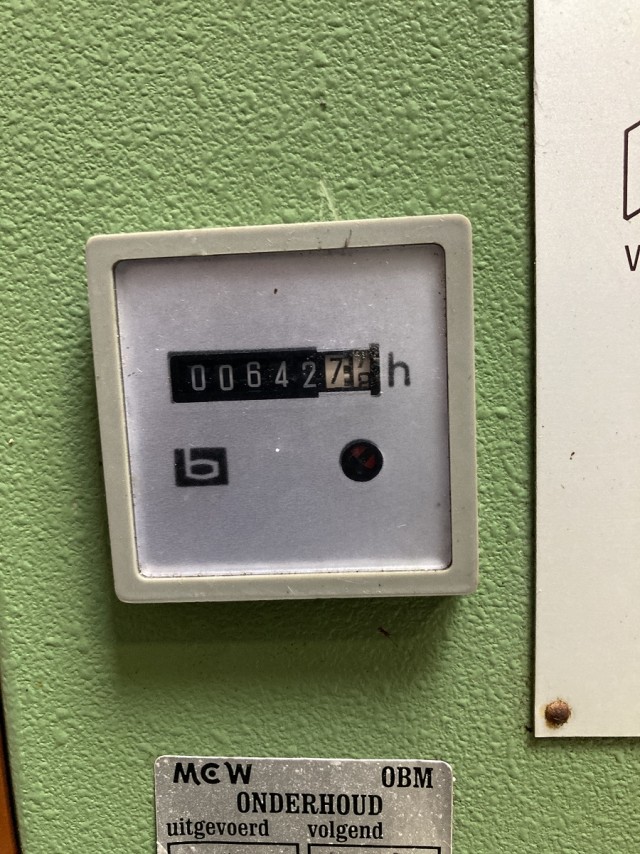 006427
h
b
V
MCW OBM
ONDERHOUD
uitgevoerd volgend